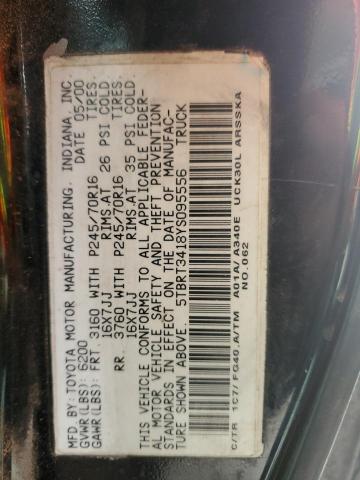 MFD.BY: TOYOTA MOTOR MANUFACTURING, INDIANA, INC.
GVWR(LBS): 6200 DATE 05/00
GAWR(LBS): FRT. 3160 WITH P245/70R16 TIRES.
16X7JJ RIMS.AT 26 PSI COLD
RR. 3760 WITH P245/70R16 TIRES.
16X7JJ RIMS.AT 35 PSI COLD
THIS VEHICLE CONFORMS TO ALL APPLICABLE FEDER-
AL MOTOR VEHICLE SAFETY AND THEFT PREVENTION
STANDARDS IN EFFECT ON THE DATE OF MANUFAC-
TURE SHOWN ABOVE. 5TBRT3418YS095556 TRUCK
C/TR 1C7/ FG40,A/TM A01A/ A340E UCK30L ARSSKA
NO.062